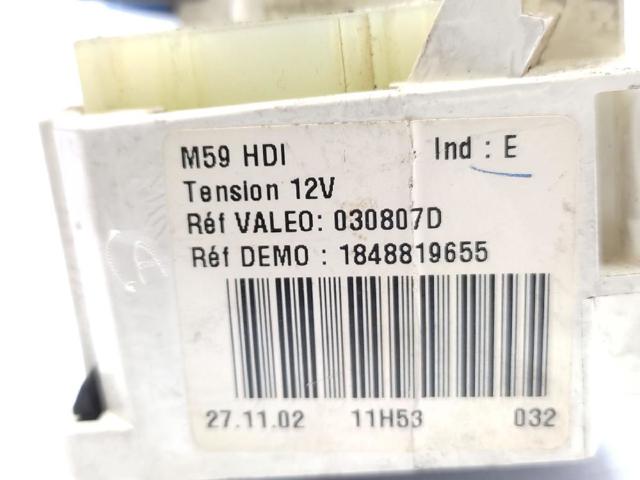 M59 HDI Ind : E
Tension 12V
Réf VALEO: 030807D
Réf DEMO : 1848819655
27.11.02 11H53 032